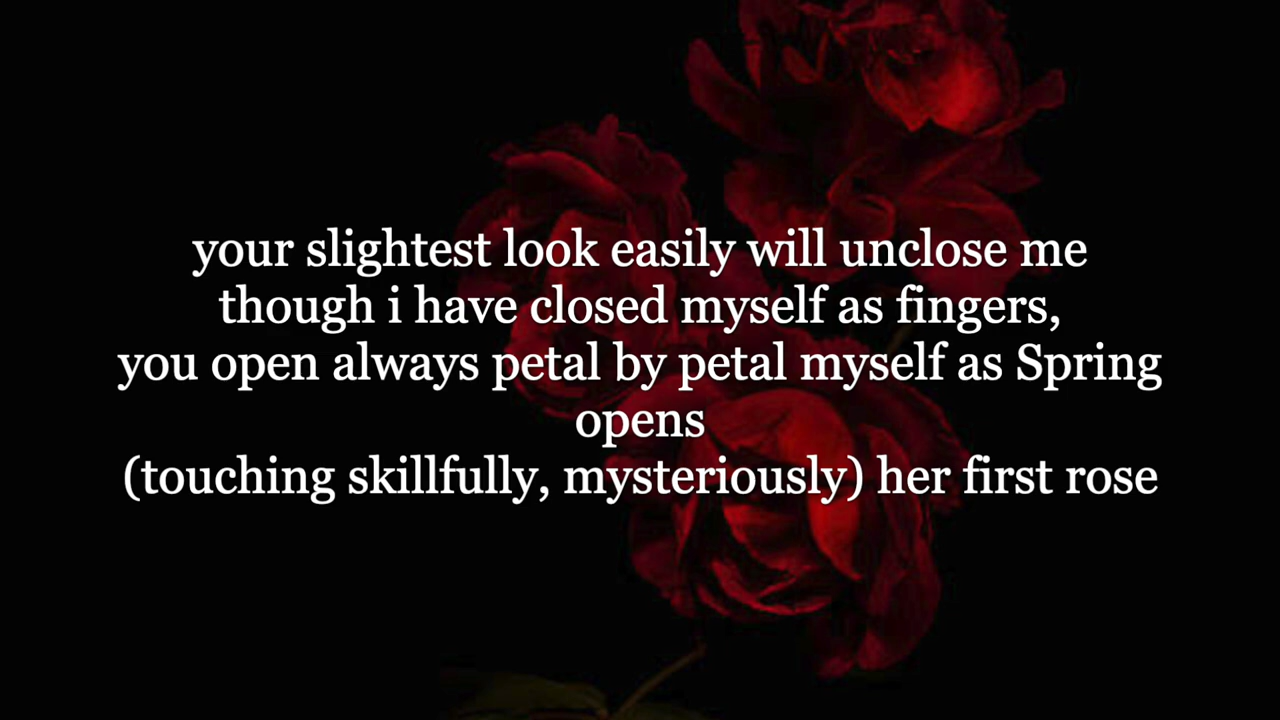 your slightest look easily will unclose me
though i have closed myself as fingers,
you open always petal by petal myself as Spring
opens
(touching skillfully, mysteriously) her first rose